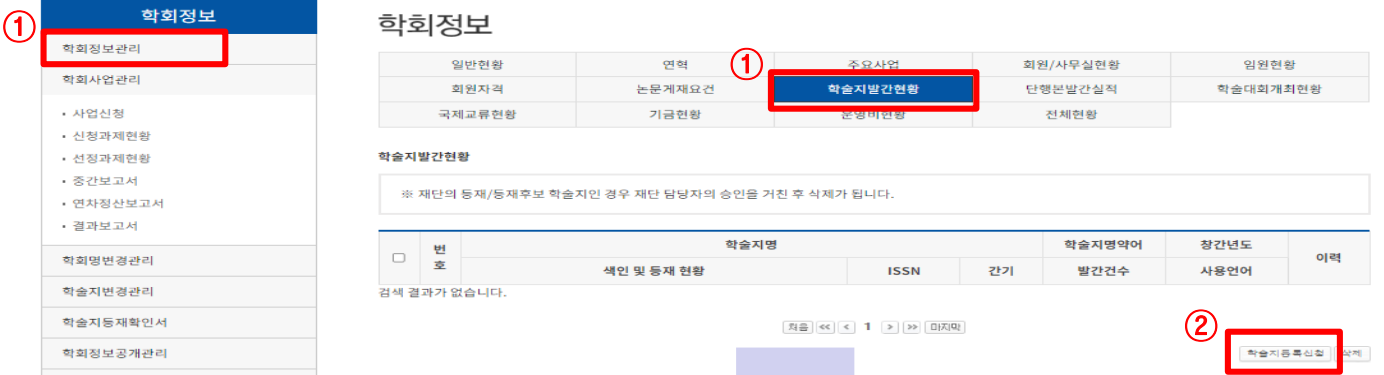 ①
학회정보
학회정보관리
학회사업관리
• 사업신청
• 신청과제현황
• 선정과제현황
• 중간보고서
• 연차정산보고서
• 결과보고서
학회명변경관리
학술지변경관리
학술지등재확인서
학회정보공개관리
학회정보
일반현황 연혁 ① 주요사업 회원/사무실현황 임원현황
회원자격 논문게재요건 학술지발간현황 단행본발간실적 학술대회개최현황
국제교류현황 기금현황 운영비현황 전체현황
학술지발간현황
※ 재단의 등재/등재후보 학술지인 경우 재단 담당자의 승인을 거친 후 삭제가 됩니다.
번호 학술지명 학술지명약어 창간년도 이력
색인 및 등재 현황 ISSN 간기 발간건수 사용언어
검색 결과가 없습니다.
처음 << < 1 > >> 마지막
②
학술지등록신청 삭제